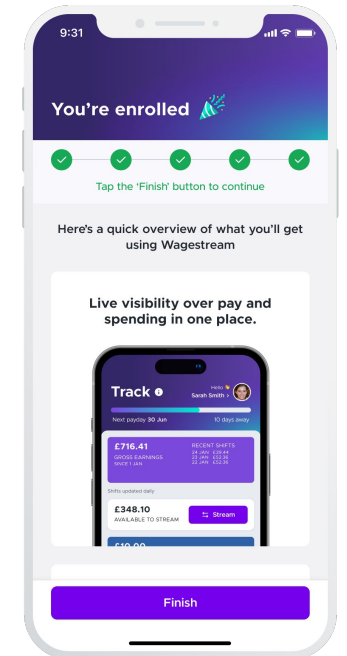 9:31
You're enrolled
Tap the 'Finish' button to continue
Here's a quick overview of what you'll get
using Wagestream
Live visibility over pay and
spending in one place.
Track
Hello
Sarah Smith
Next payday 30 Jun
10 days away
£716.41
GROSS EARNINGS
SINCE 1 JAN
RECENT SHIFTS
24 JAN £38.44
23 JAN £52.36
22 JAN £52.36
Shifts updated daily
£348.10
AVAILABLE TO STREAM
Stream
Finish